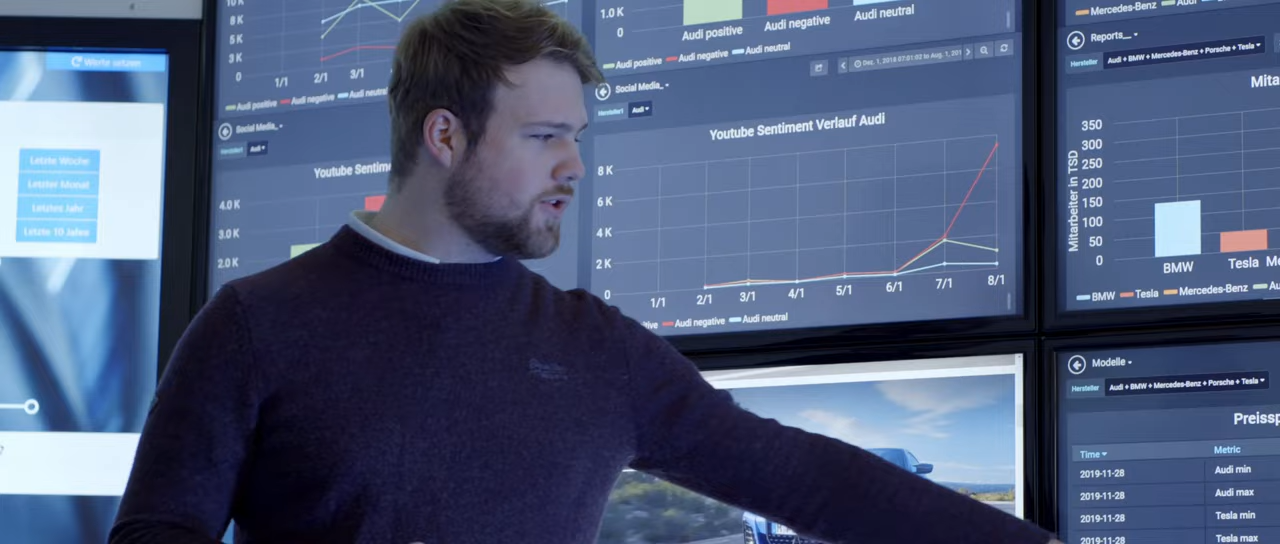 Werte setzen
Letzte Woche
Letzter Monat
Letztes Jahr
Letzte 10 Jahre
10 K
8 K
5 K
3 K
0
1/1
2/1
3/1
Audi positive
Audi negative
Audi neutral
Social Media_
Audi
Youtube Sentim
4.0 K
3.0 K
2.0 K
1.0 K
0
Audi positive
Audi negative
Audi neutral
Audi positive
Audi negative
Audi neutral
Social Media_
Audi
Youtube Sentiment Verlauf Audi
8 K
6 K
4 K
2 K
0
1/1
2/1
3/1
4/1
5/1
6/1
7/1
8/1
Audi negative
Audi neutral
Mercedes-Benz
Reports_
Hersteller
Audi + BMW + Mercedes-Benz + Porsche + Tesla
Mita
Mitarbeiter in TSD
350
300
250
200
150
100
50
0
BMW
Tesla
BMW
Tesla
Mercedes-Benz
Modelle
Hersteller
Audi + BMW + Mercedes-Benz + Porsche + Tesla
Preissp
Time
Metric
2019-11-28
Audi min
2019-11-28
Audi max
2019-11-28
Tesla min
2019-11-28
Tesla max